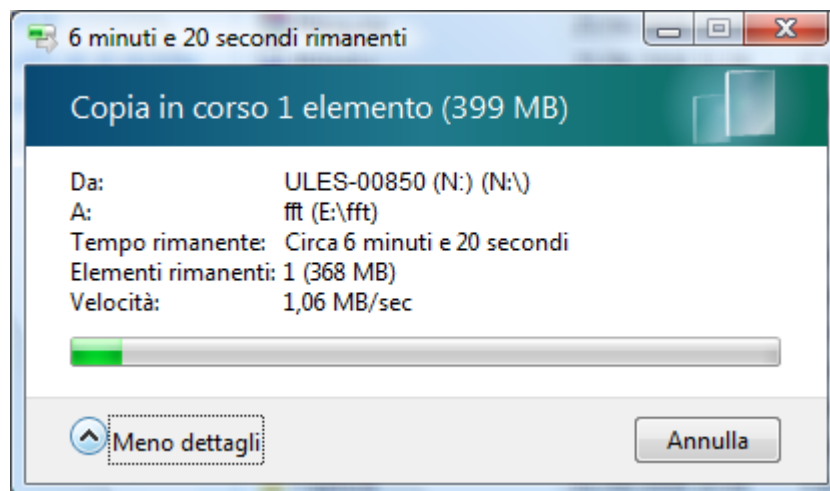 6 minuti e 20 secondi rimanenti
Copia in corso 1 elemento (399 MB)
Da: ULES-00850 (N:) (N:\)
A: fft (E:\fft)
Tempo rimanente: Circa 6 minuti e 20 secondi
Elementi rimanenti: 1 (368 MB)
Velocità: 1,06 MB/sec
Meno dettagli Annulla